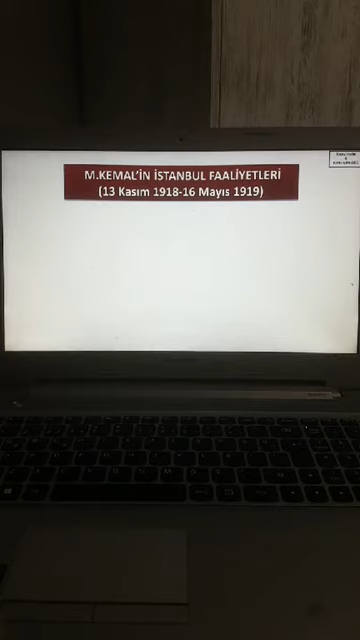 M.KEMAL'İN İSTANBUL FAALİYETLERİ
(13 Kasım 1918-16 Mayıs 1919)